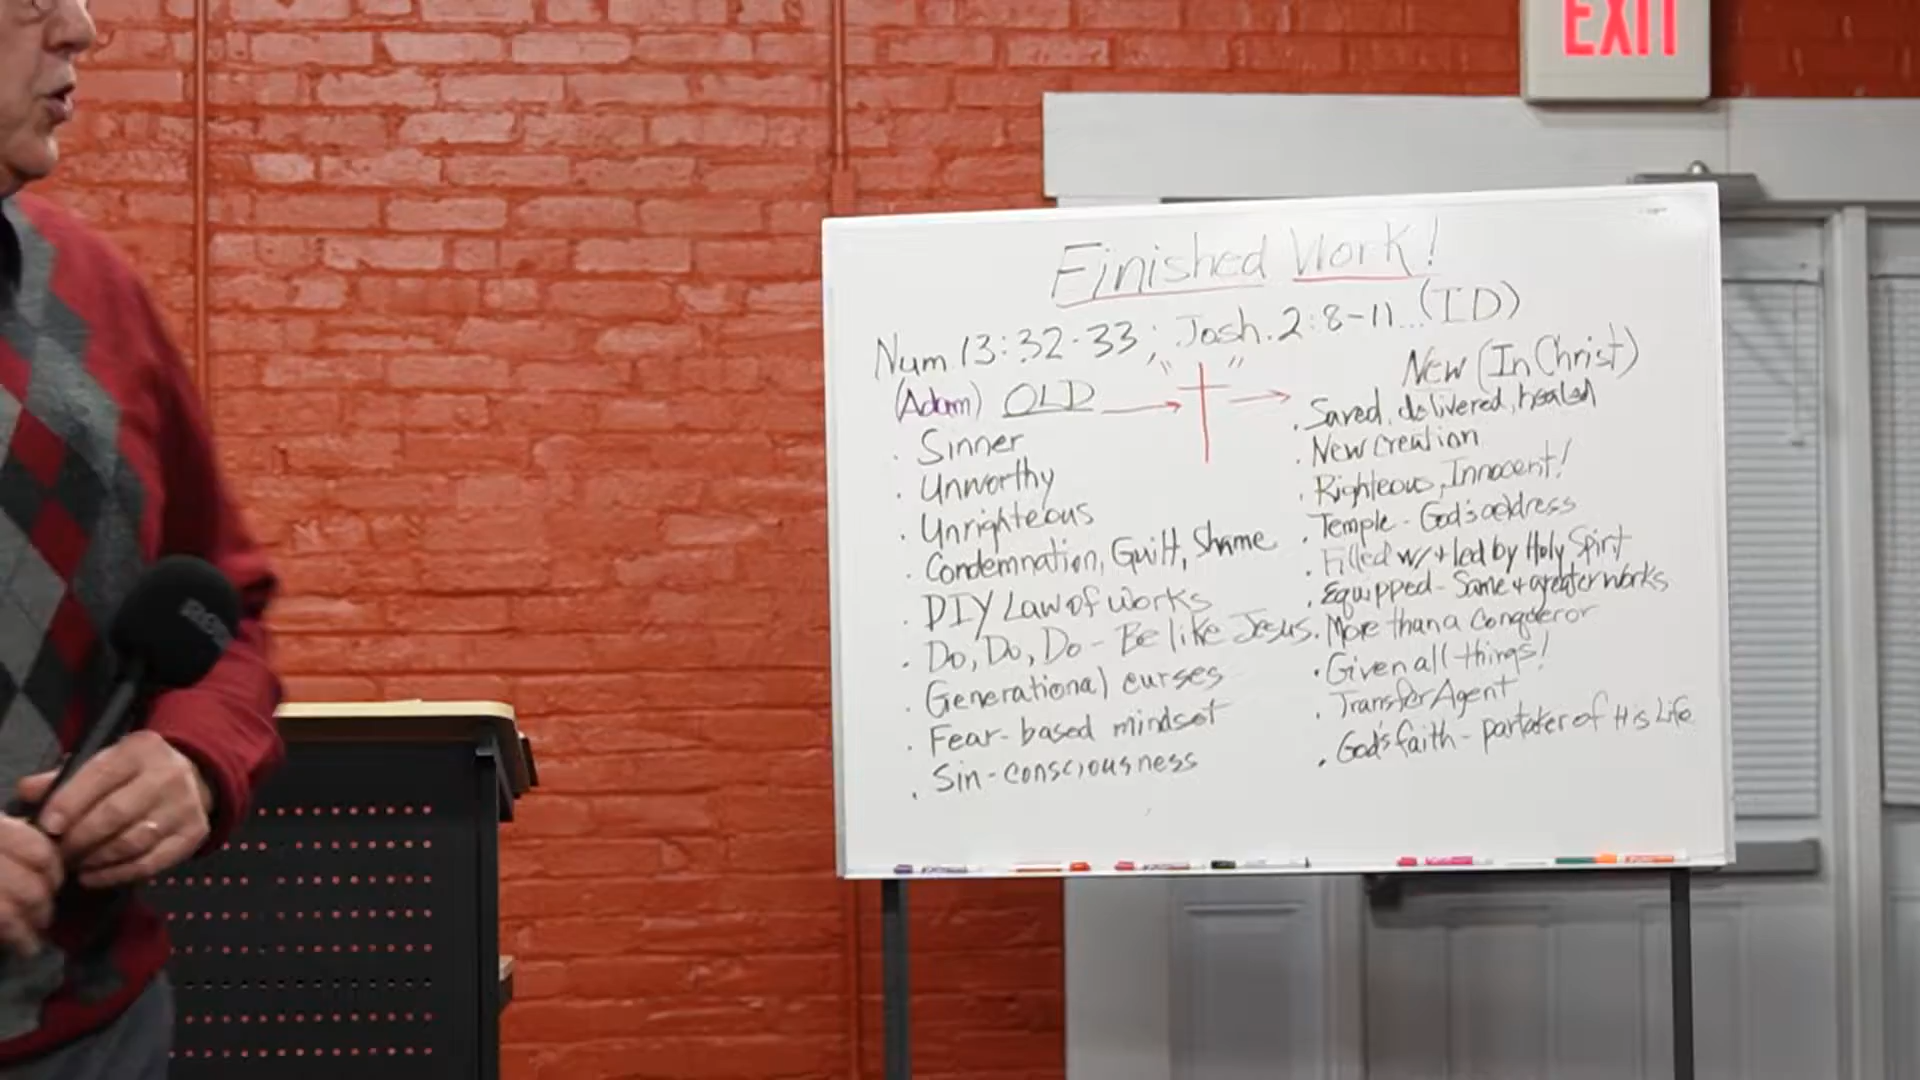 EXIT
Finished Work!
Num. 13:32-33; Josh. 2:8-11...(ID)
(Adam) OLD
· Sinner
· Unworthy
· Unrighteous
· Condemnation, Guilt, Shame
· DIY Law of works
· Do, Do, Do - Be like Jesus
· Generational curses
· Fear-based mindset
· Sin-consciousness
New (In Christ)
· Saved, delivered, healed
· New creation
· Righteous, Innocent!
· Temple - God's address
· Filled w/ + led by Holy Spirit
· Equipped - Same + greater works
· More than a Conqueror
· Given all things!
· Transfer Agent
· God's faith - partaker of His Life